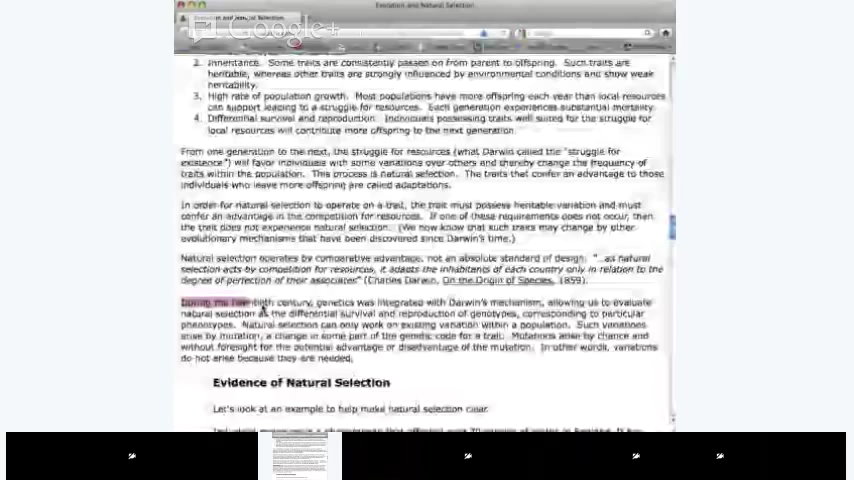 Evolution and Natural Selection
Evolution and Natural Selection
Google+
2. Inheritance. Some traits are consistently passed on from parent to offspring. Such traits are
heritable, whereas other traits are strongly influenced by environmental conditions and show weak
heritability.
3. High rate of population growth. Most populations have more offspring each year than local resources
can support leading to a struggle for resources. Each generation experiences substantial mortality.
4. Differential survival and reproduction. Individuals possessing traits well suited for the struggle for
local resources will contribute more offspring to the next generation.
From one generation to the next, the struggle for resources (what Darwin called the "struggle for
existence") will favor individuals with some variations over others and thereby change the frequency of
traits within the population. This process is natural selection. The traits that confer an advantage to those
individuals who leave more offspring are called adaptations.
In order for natural selection to operate on a trait, the trait must possess heritable variation and must
confer an advantage in the competition for resources. If one of these requirements does not occur, then
the trait does not experience natural selection. (We now know that such traits may change by other
evolutionary mechanisms that have been discovered since Darwin's time.)
Natural selection operates by comparative advantage, not an absolute standard of design. "...as natural
selection acts by competition for resources, it adapts the inhabitants of each country only in relation to the
degree of perfection of their associates" (Charles Darwin, On the Origin of Species, 1859).
During the twentieth century, genetics was integrated with Darwin's mechanism, allowing us to evaluate
natural selection as the differential survival and reproduction of genotypes, corresponding to particular
phenotypes. Natural selection can only work on existing variation within a population. Such variations
arise by mutation, a change in some part of the genetic code for a trait. Mutations arise by chance and
without foresight for the potential advantage or disadvantage of the mutation. In other words, variations
do not arise because they are needed.
Evidence of Natural Selection
Let's look at an example to help make natural selection clear.